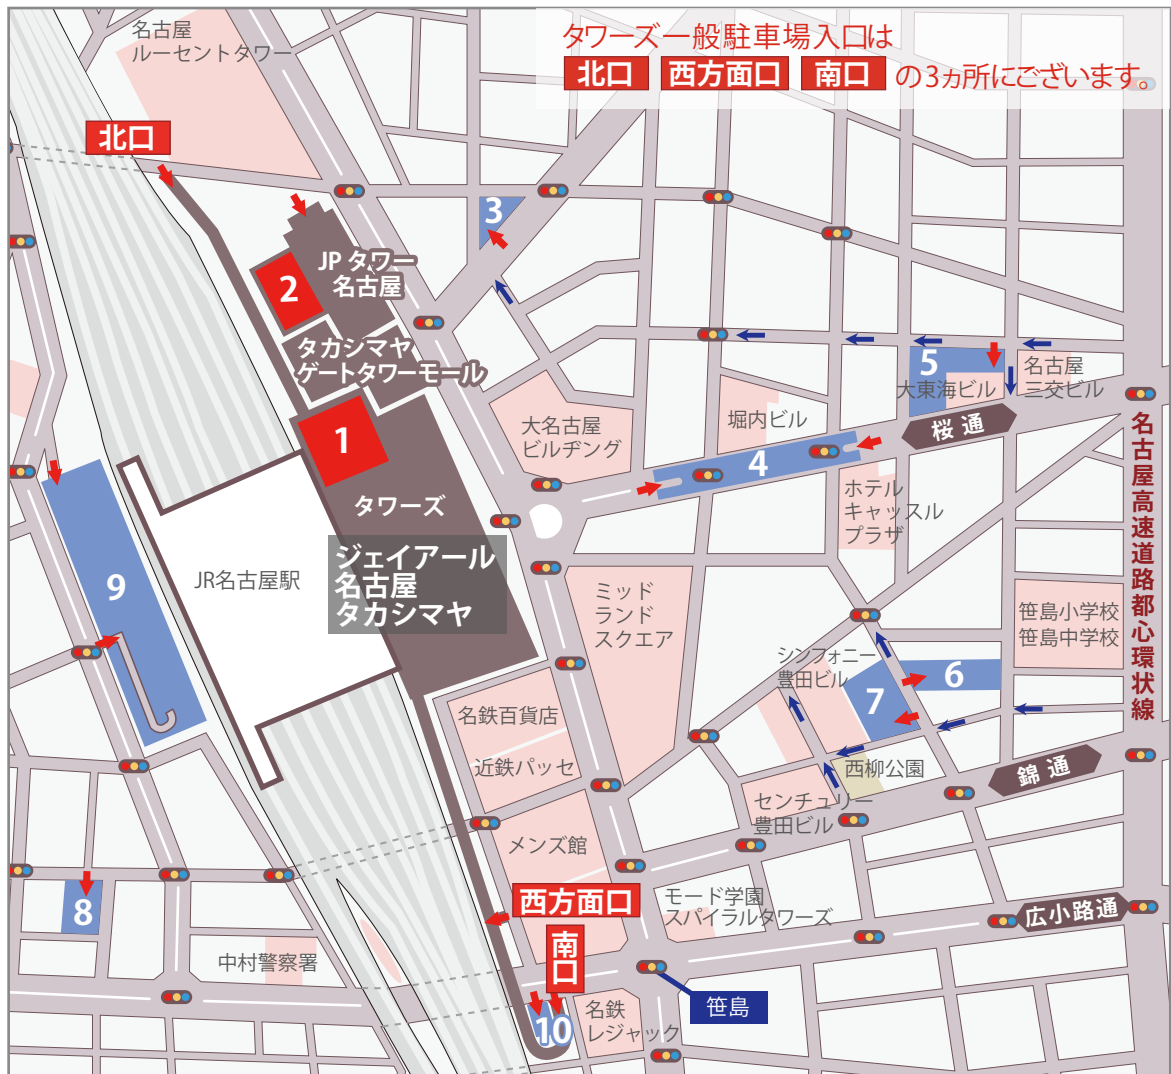 タワーズ一般駐車場入口は
北口 西方面口 南口 の3ヵ所にございます。
名古屋
ルーセントタワー
北口
3
JPタワー
名古屋
2
タカシマヤ
ゲートタワーモール
5
大東海ビル
名古屋
三交ビル
桜通
名古屋高速道路都心環状線
大名古屋
ビルヂング
堀内ビル
4
1
タワーズ
ホテル
キャッスル
プラザ
ジェイアール
名古屋
タカシマヤ
JR名古屋駅
9
ミッド
ランド
スクエア
笹島小学校
笹島中学校
シンフォニー
豊田ビル
6
7
名鉄百貨店
近鉄パッセ
西柳公園
錦通
センチュリー
豊田ビル
メンズ館
モード学園
スパイラルタワーズ
西方面口
広小路通
8
南口
中村警察署
笹島
名鉄
レジャック
10